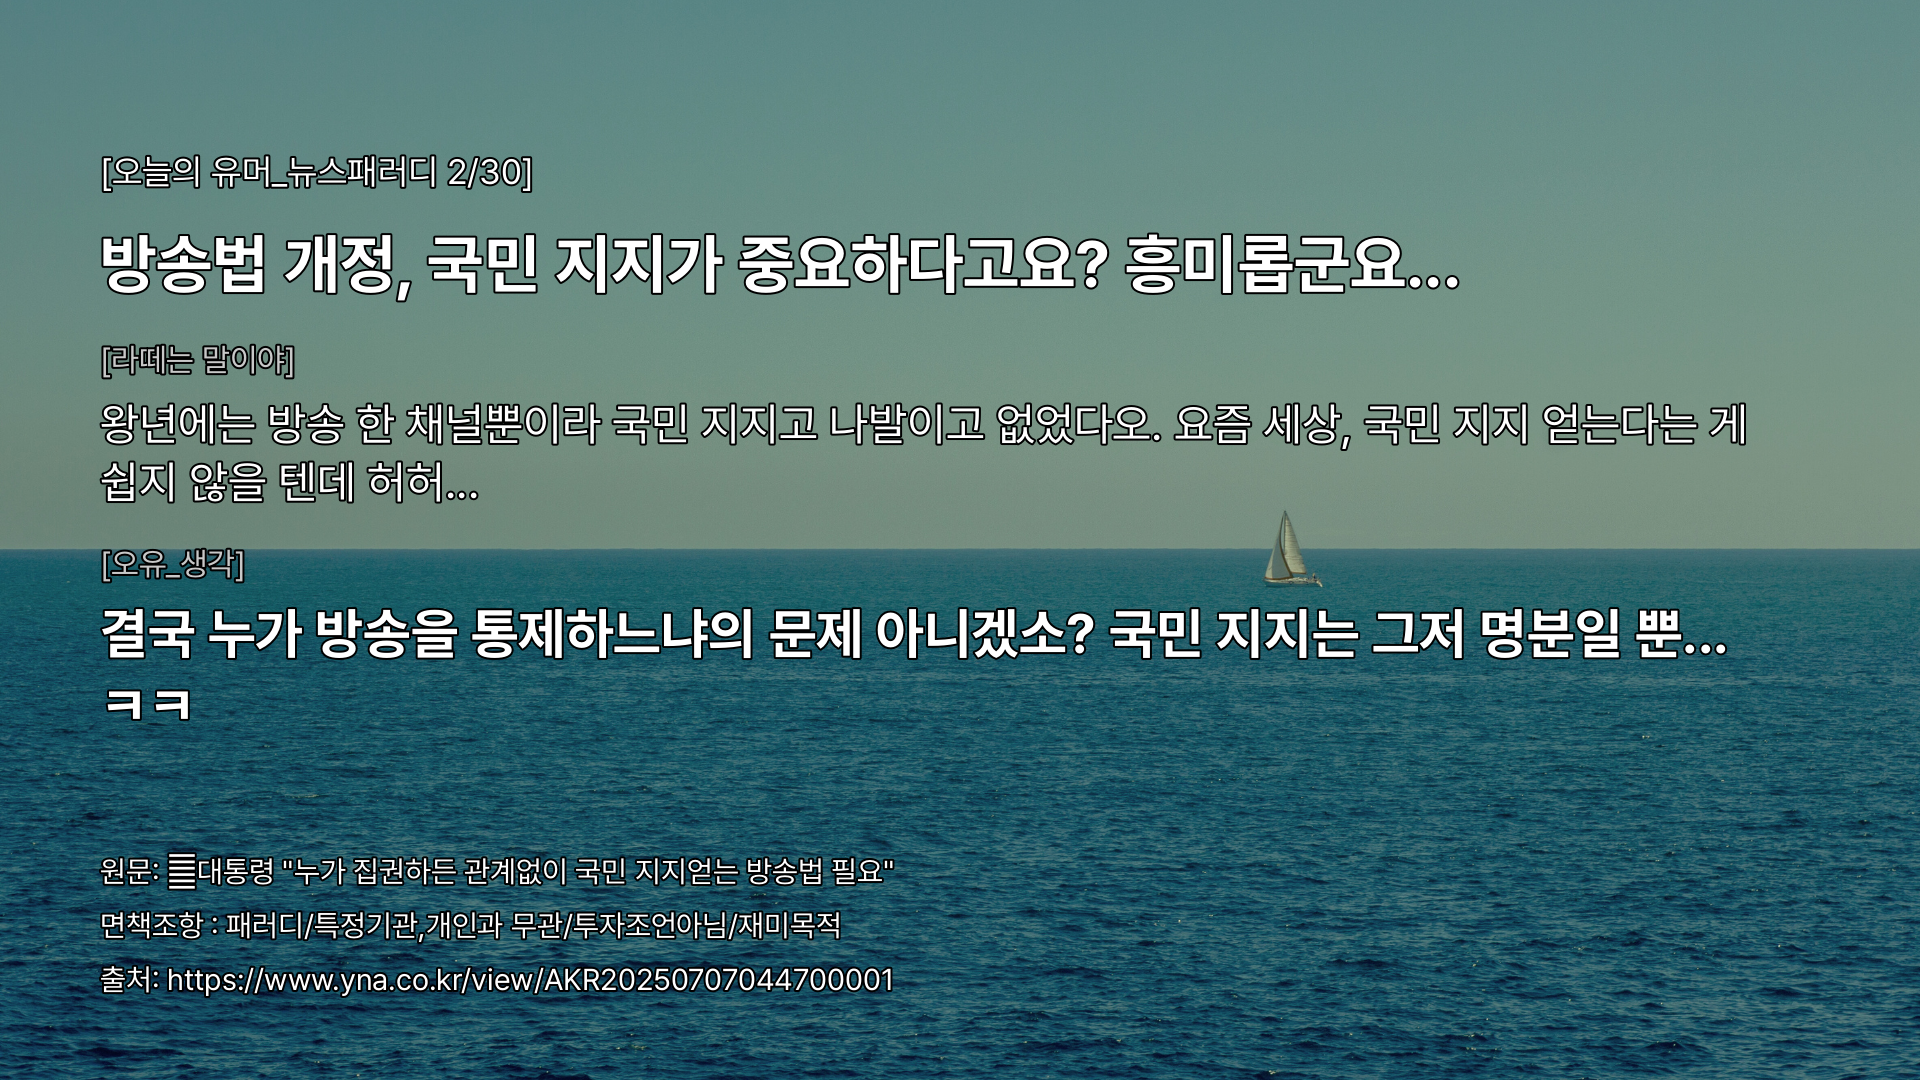 [오늘의 유머_뉴스패러디 2/30]
방송법 개정, 국민 지지가 중요하다고요? 흥미롭군요...
[라떼는 말이야]
왕년에는 방송 한 채널뿐이라 국민 지지고 나발이고 없었다오. 요즘 세상, 국민 지지 얻는다는 게
쉽지 않을 텐데 허허...
[오유_생각]
결국 누가 방송을 통제하느냐의 문제 아니겠소? 국민 지지는 그저 명분일 뿐...
ㅋㅋ
원문: 대통령 "누가 집권하든 관계없이 국민 지지얻는 방송법 필요"
면책조항 : 패러디/특정기관,개인과 무관/투자조언아님/재미목적
출처: https://www.yna.co.kr/view/AKR20250707044700001